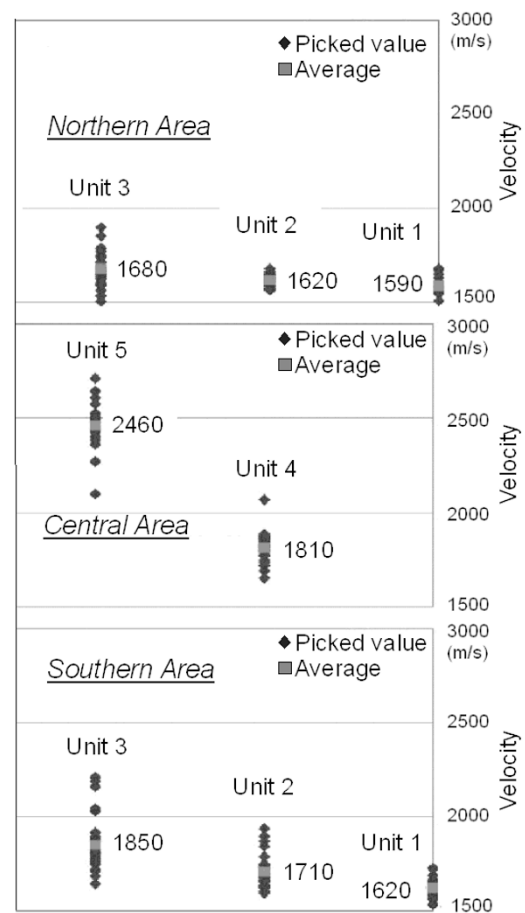 3000
(m/s)
◆Picked value
■Average
2500
Northern Area
Velocity
Unit 3
2000
Unit 2
Unit 1
1680
1620
1590
1500
3000
(m/s)
◆Picked value
■Average
Unit 5
2500
2460
Velocity
Unit 4
2000
Central Area
1810
1500
3000
(m/s)
◆Picked value
■Average
Southern Area
2500
Unit 3
Velocity
Unit 2
2000
Unit 1
1850
1710
1620
1500